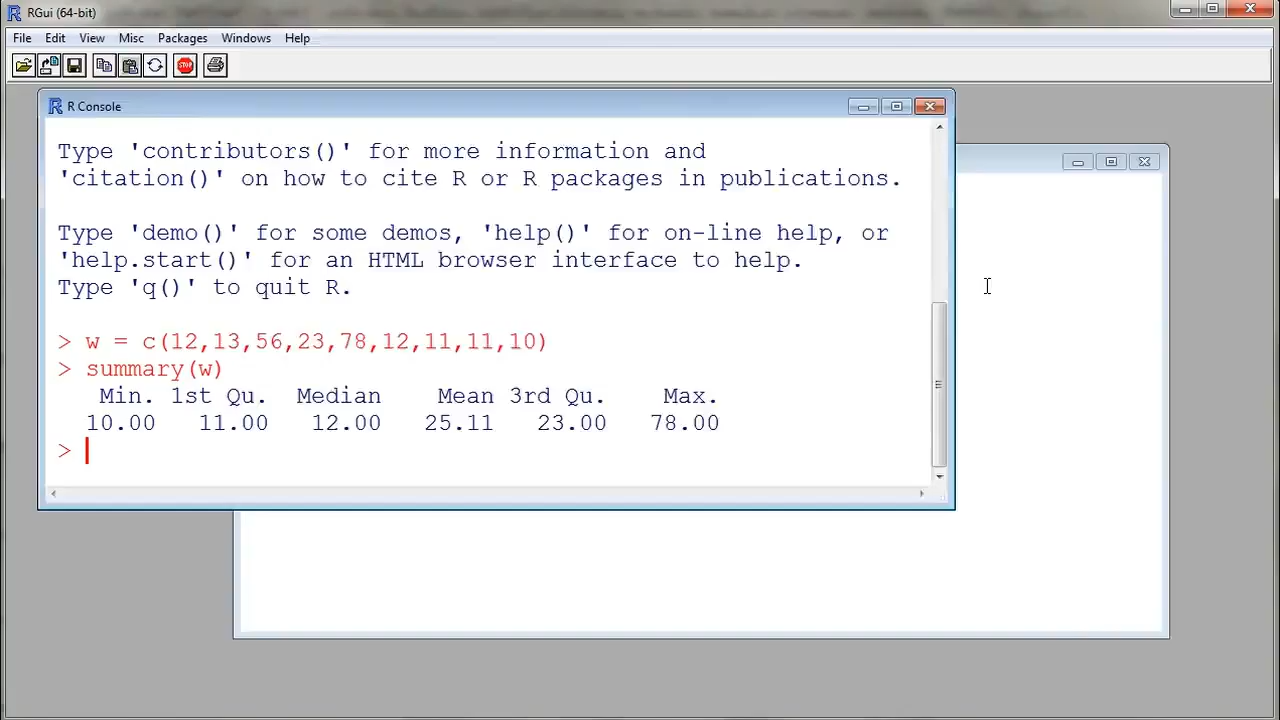 RGui (64-bit)
File Edit View Misc Packages Windows Help
STOP
R Console
Type 'contributors()' for more information and
'citation()' on how to cite R or R packages in publications.
Type 'demo()' for some demos, 'help()' for on-line help, or
'help.start()' for an HTML browser interface to help.
Type 'q()' to quit R.
> w = c(12,13,56,23,78,12,11,11,10)
> summary(w)
Min. 1st Qu. Median Mean 3rd Qu. Max.
10.00 11.00 12.00 25.11 23.00 78.00
>